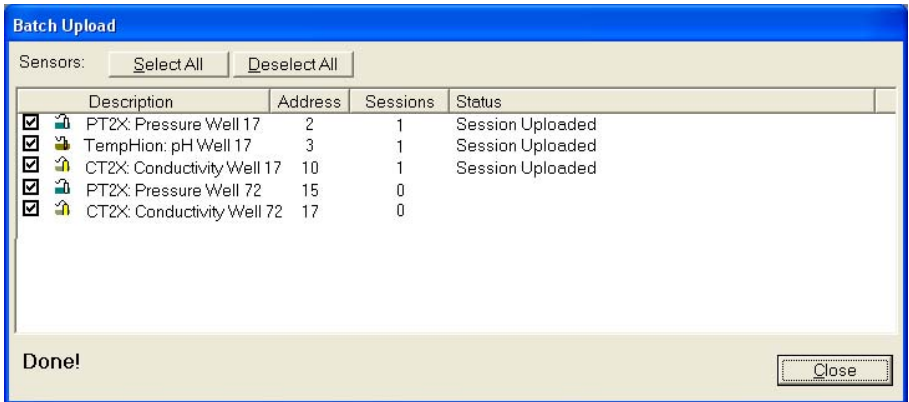 Batch Upload
Sensors: Select All Deselect All
Description Address Sessions Status
PT2X: Pressure Well 17 2 1 Session Uploaded
TempHion: pH Well 17 3 1 Session Uploaded
CT2X: Conductivity Well 17 10 1 Session Uploaded
PT2X: Pressure Well 72 15 0
CT2X: Conductivity Well 72 17 0
Done! Close